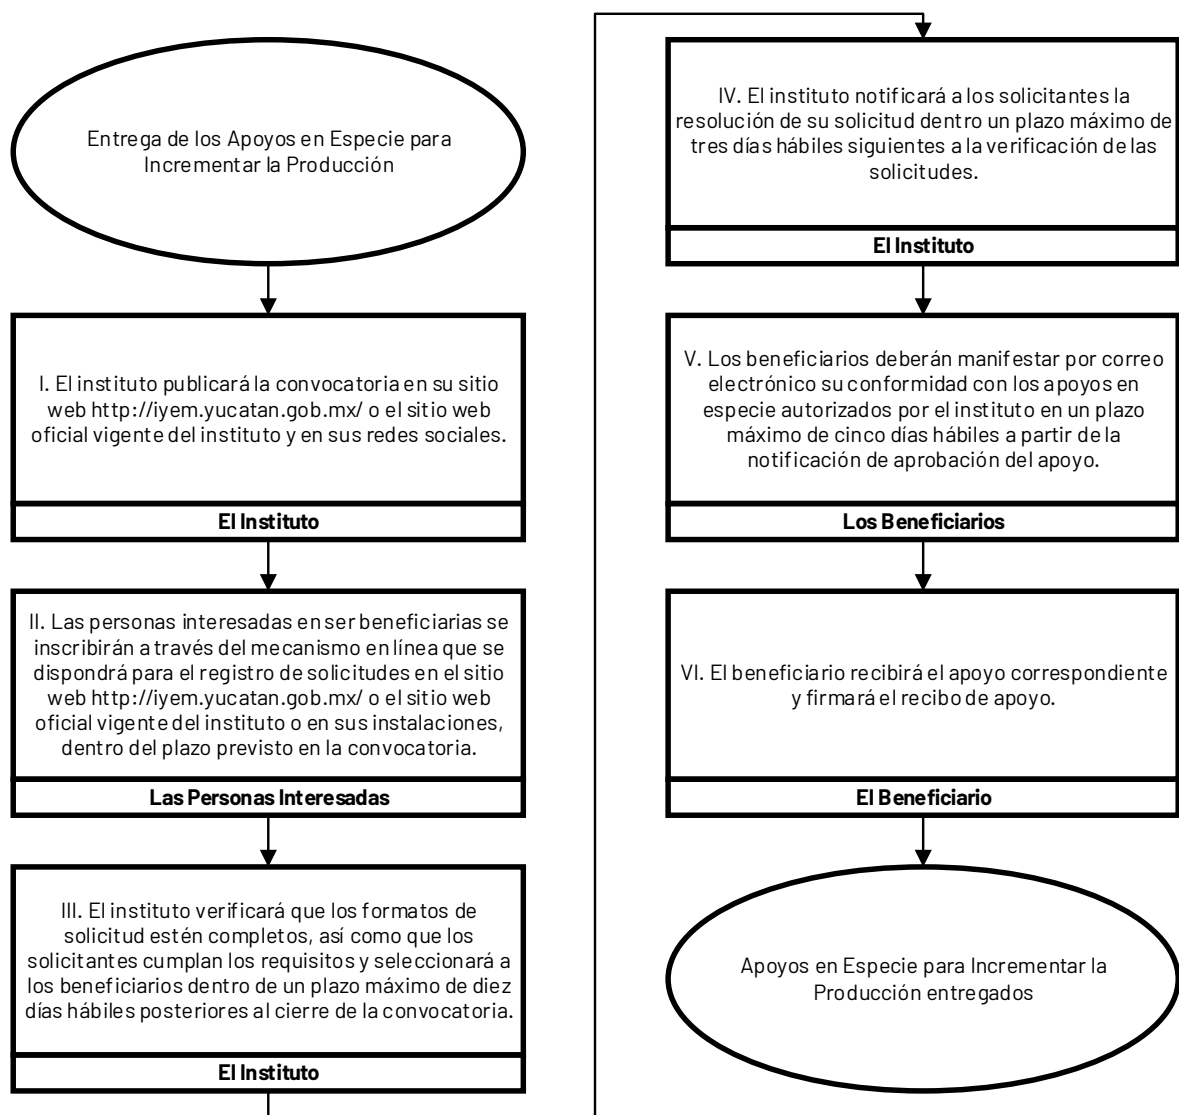 Entrega de los Apoyos en Especie para
Incrementar la Producción
I. El instituto publicará la convocatoria en su sitio
web http://iyem.yucatan.gob.mx/ o el sitio web
oficial vigente del instituto y en sus redes sociales.
El Instituto
II. Las personas interesadas en ser beneficiarias se
inscribirán a través del mecanismo en línea que se
dispondrá para el registro de solicitudes en el sitio
web http://iyem.yucatan.gob.mx/ o el sitio web
oficial vigente del instituto o en sus instalaciones,
dentro del plazo previsto en la convocatoria.
Las Personas Interesadas
III. El instituto verificará que los formatos de
solicitud estén completos, así como que los
solicitantes cumplan los requisitos y seleccionará a
los beneficiarios dentro de un plazo máximo de diez
días hábiles posteriores al cierre de la convocatoria.
El Instituto
IV. El instituto notificará a los solicitantes la
resolución de su solicitud dentro un plazo máximo de
tres días hábiles siguientes a la verificación de las
solicitudes.
El Instituto
V. Los beneficiarios deberán manifestar por correo
electrónico su conformidad con los apoyos en
especie autorizados por el instituto en un plazo
máximo de cinco días hábiles a partir de la
notificación de aprobación del apoyo.
Los Beneficiarios
VI. El beneficiario recibirá el apoyo correspondiente
y firmará el recibo de apoyo.
El Beneficiario
Apoyos en Especie para Incrementar la
Producción entregados